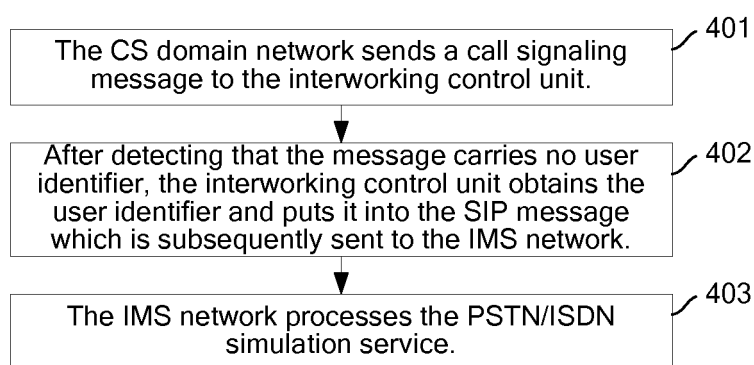 401
The CS domain network sends a call signaling
message to the interworking control unit.
402
After detecting that the message carries no user
identifier, the interworking control unit obtains the
user identifier and puts it into the SIP message
which is subsequently sent to the IMS network.
403
The IMS network processes the PSTN/ISDN
simulation service.